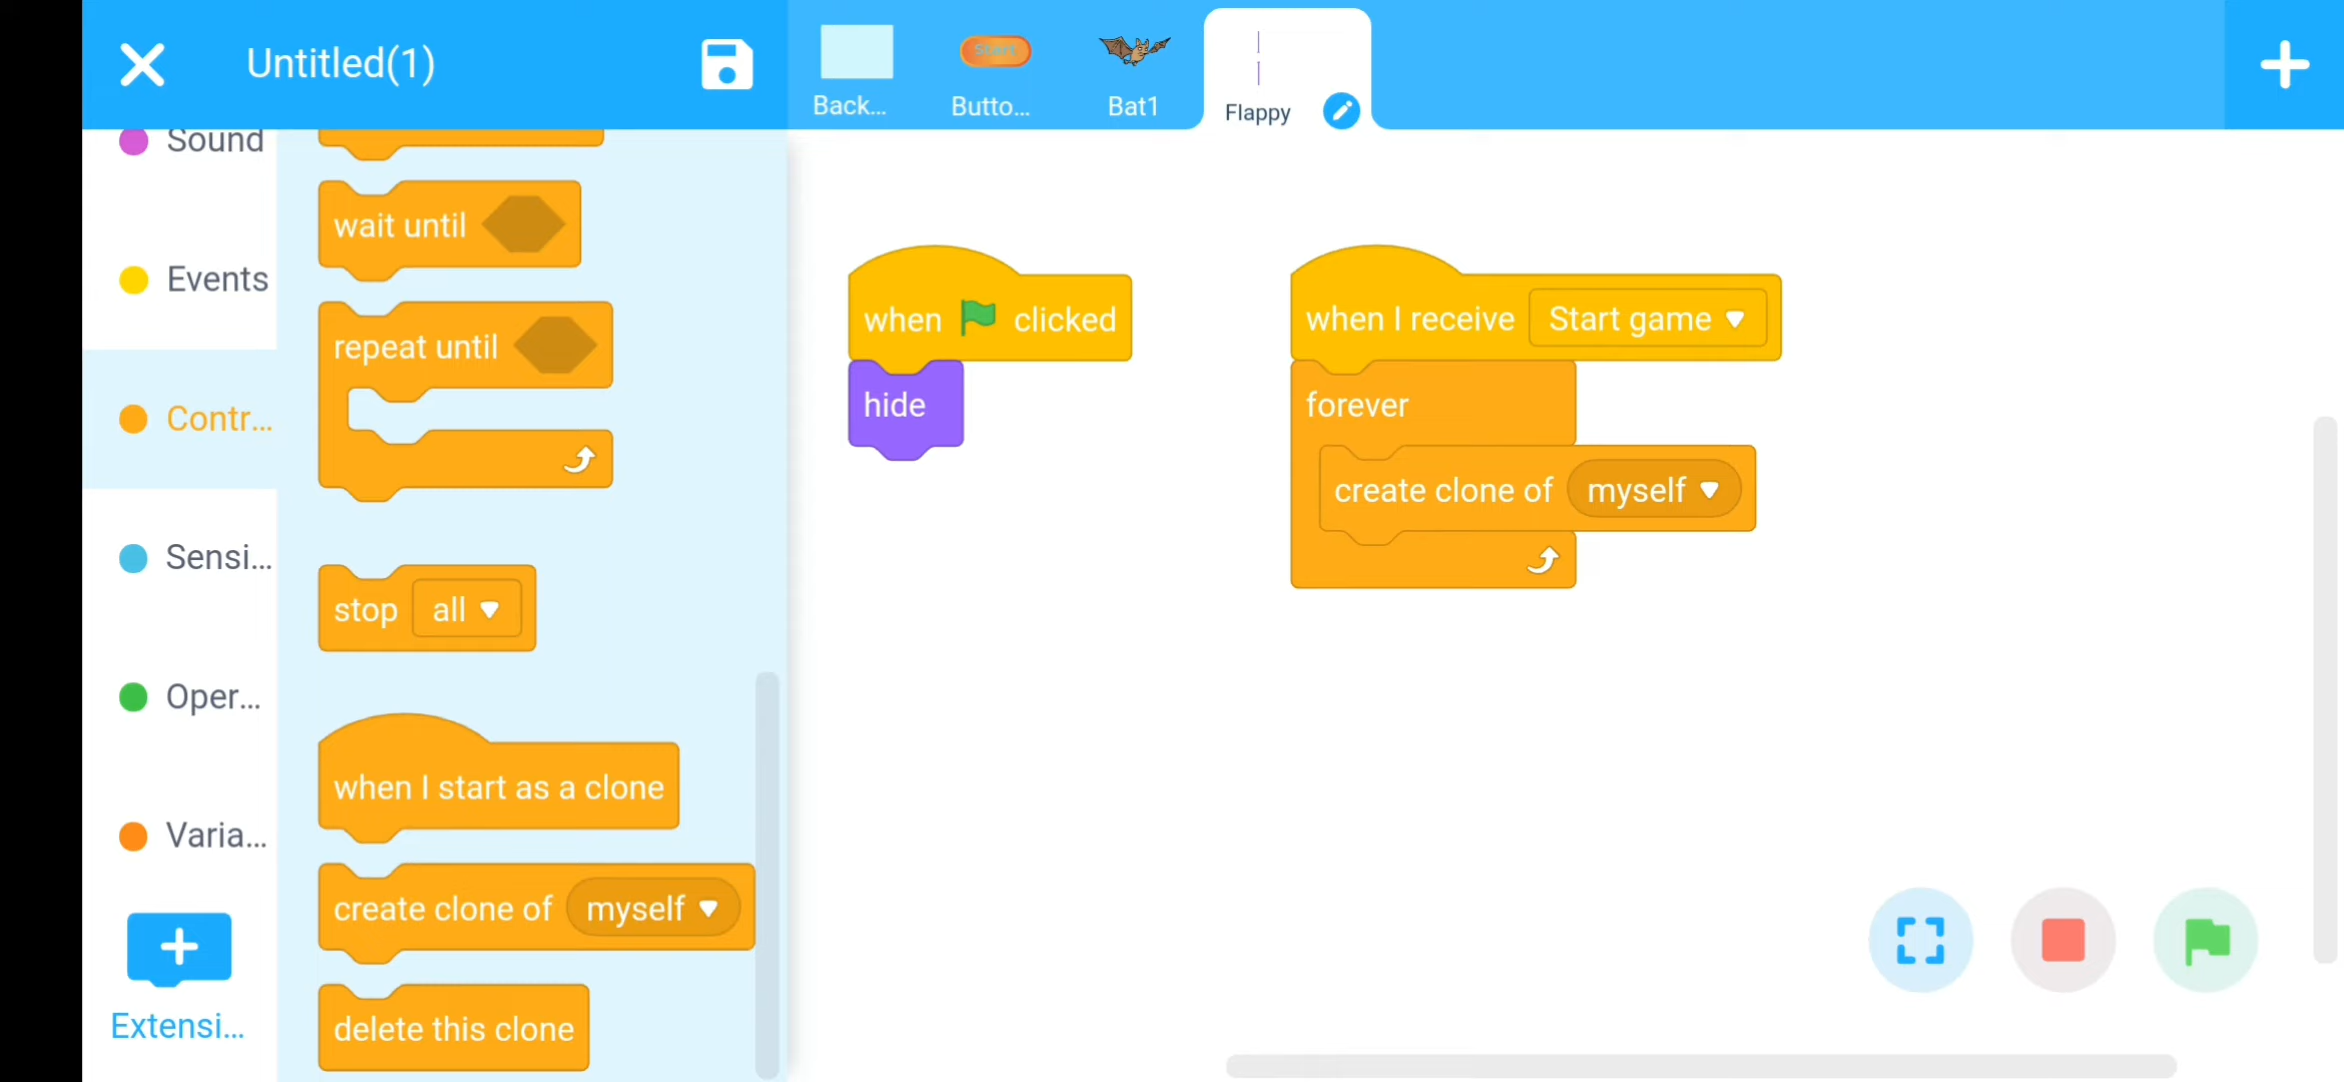 Untitled(1)
Back...
Start
Butto...
Bat1
Flappy
Sound
Events
Contr...
Sensi...
Oper...
Varia...
Extensi...
wait until
repeat until
stop all
when I start as a clone
create clone of myself
delete this clone
when clicked
hide
when I receive Start game
forever
create clone of myself